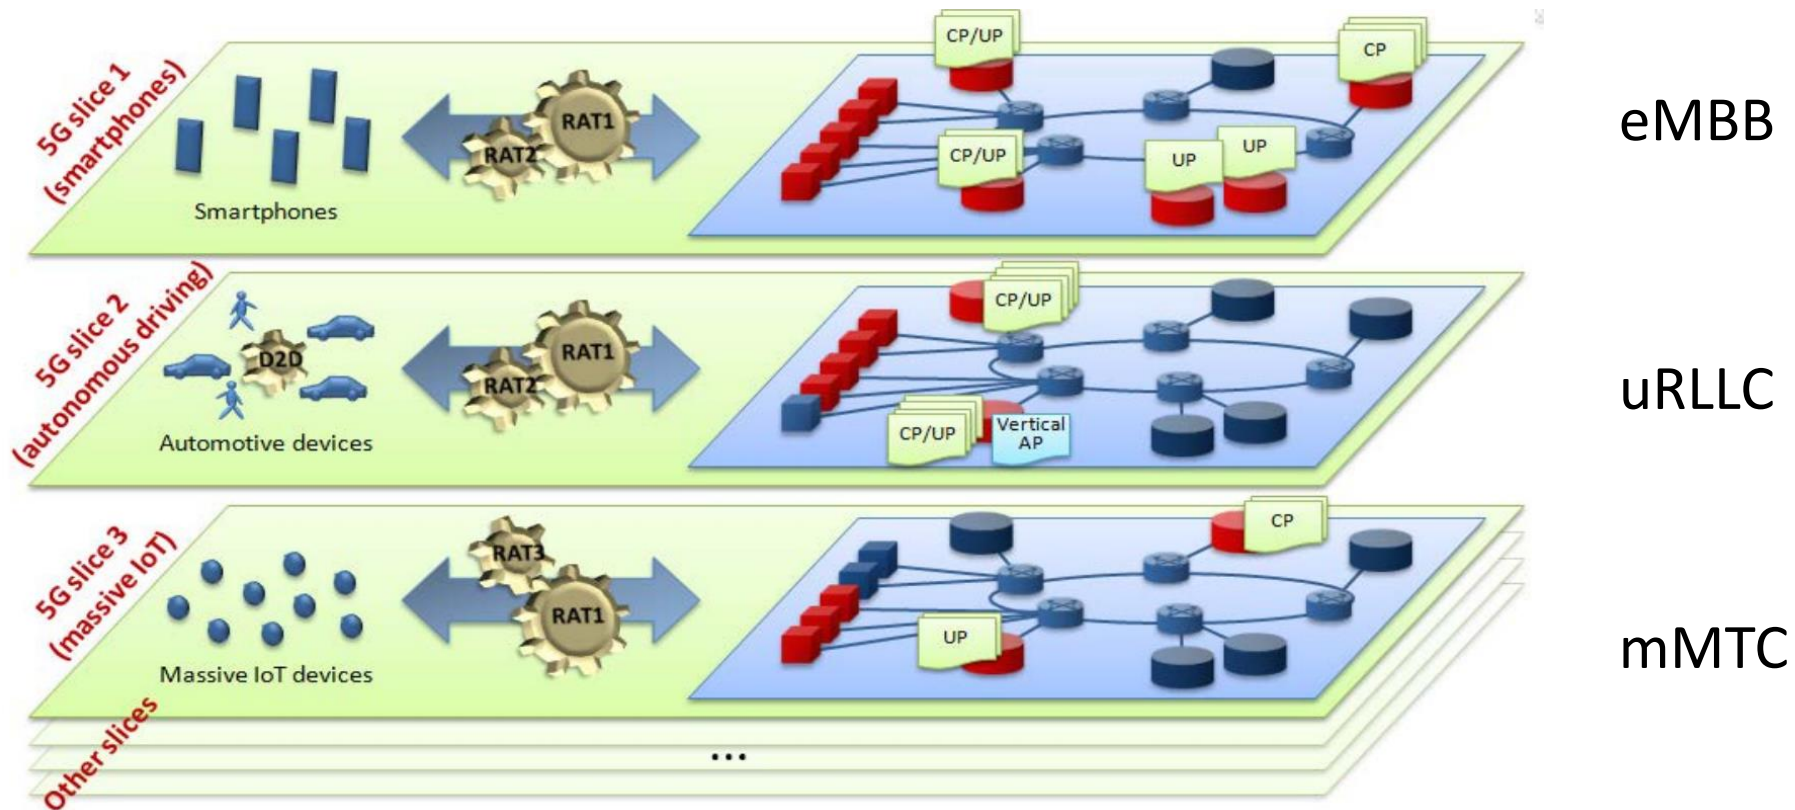 5G slice 1
(smartphones)
Smartphones
RAT1
RAT2
CP/UP
CP/UP
UP
UP
CP
eMBB
5G slice 2
(autonomous driving)
D2D
Automotive devices
RAT1
RAT2
CP/UP
CP/UP
Vertical
AP
uRLLC
5G slice 3
(massive IoT)
Massive IoT devices
RAT3
RAT1
UP
CP
mMTC
Other slices
...